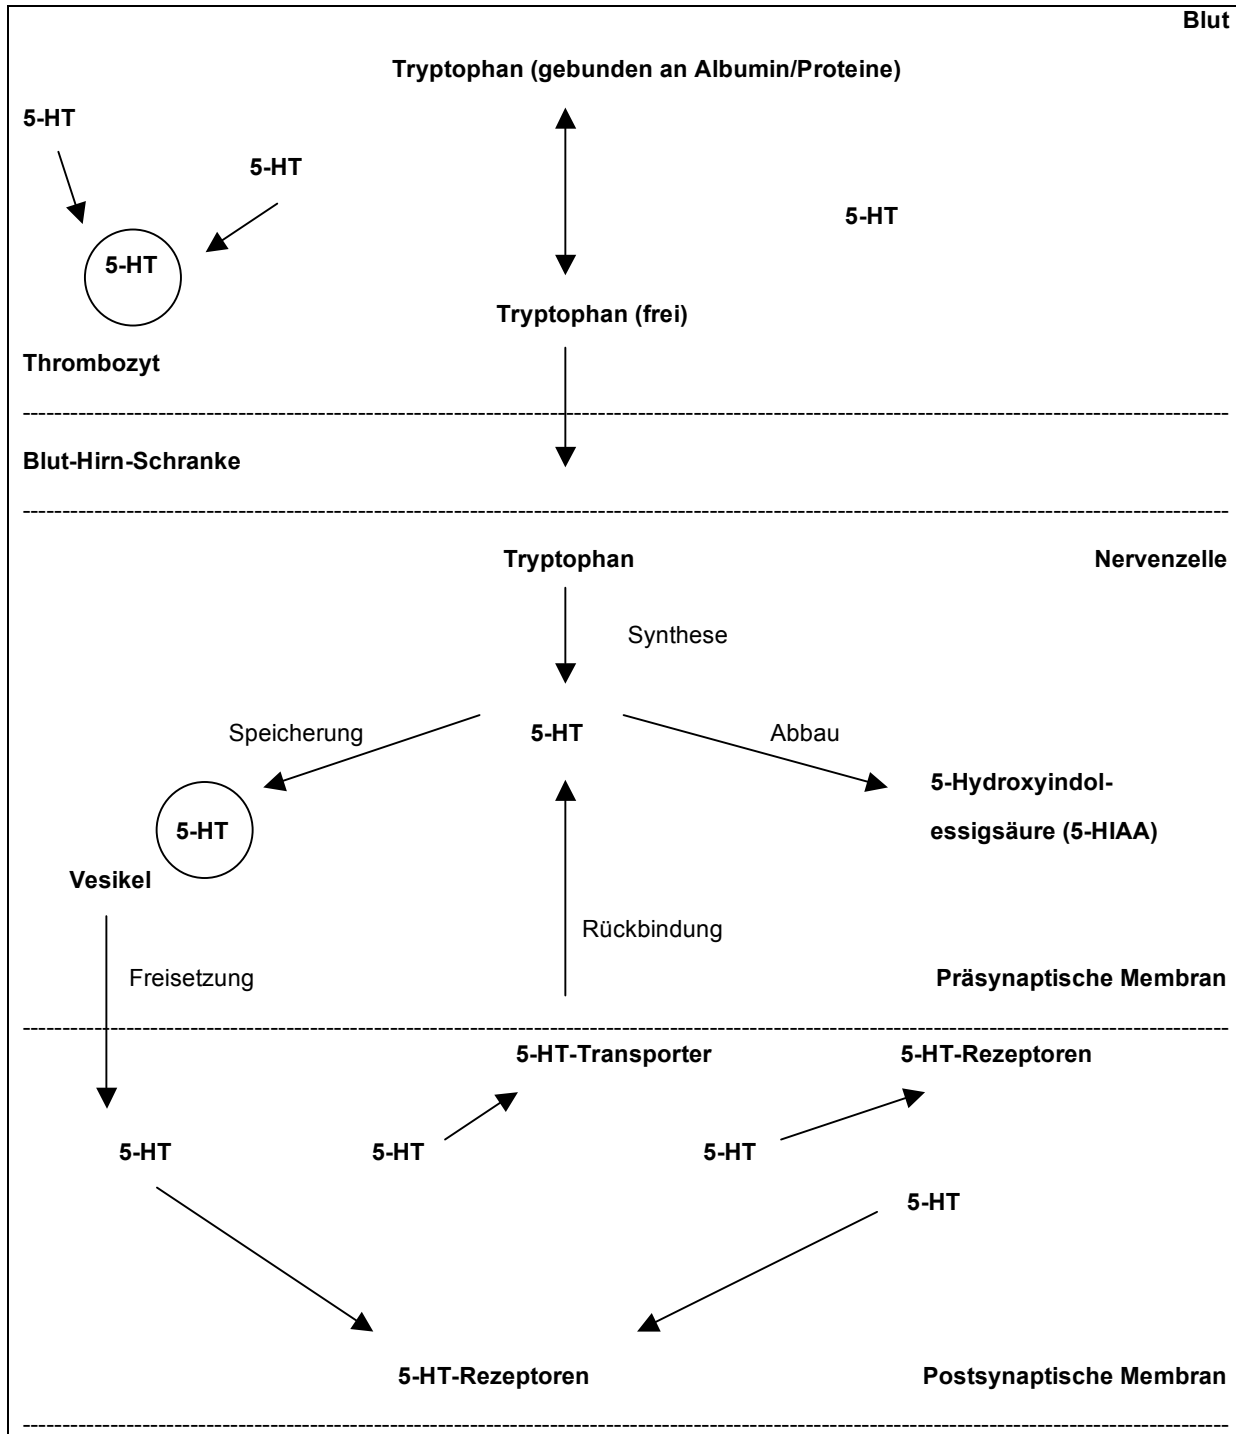 Blut
Tryptophan (gebunden an Albumin/Proteine)
5-HT
5-HT
5-HT
5-HT
Tryptophan (frei)
Thrombozyt
Blut-Hirn-Schranke
Tryptophan
Nervenzelle
Synthese
Speicherung
5-HT
Abbau
5-Hydroxyindol-
essigsäure (5-HIAA)
5-HT
Vesikel
Rückbindung
Freisetzung
Präsynaptische Membran
5-HT-Transporter
5-HT-Rezeptoren
5-HT
5-HT
5-HT
5-HT
5-HT-Rezeptoren
Postsynaptische Membran